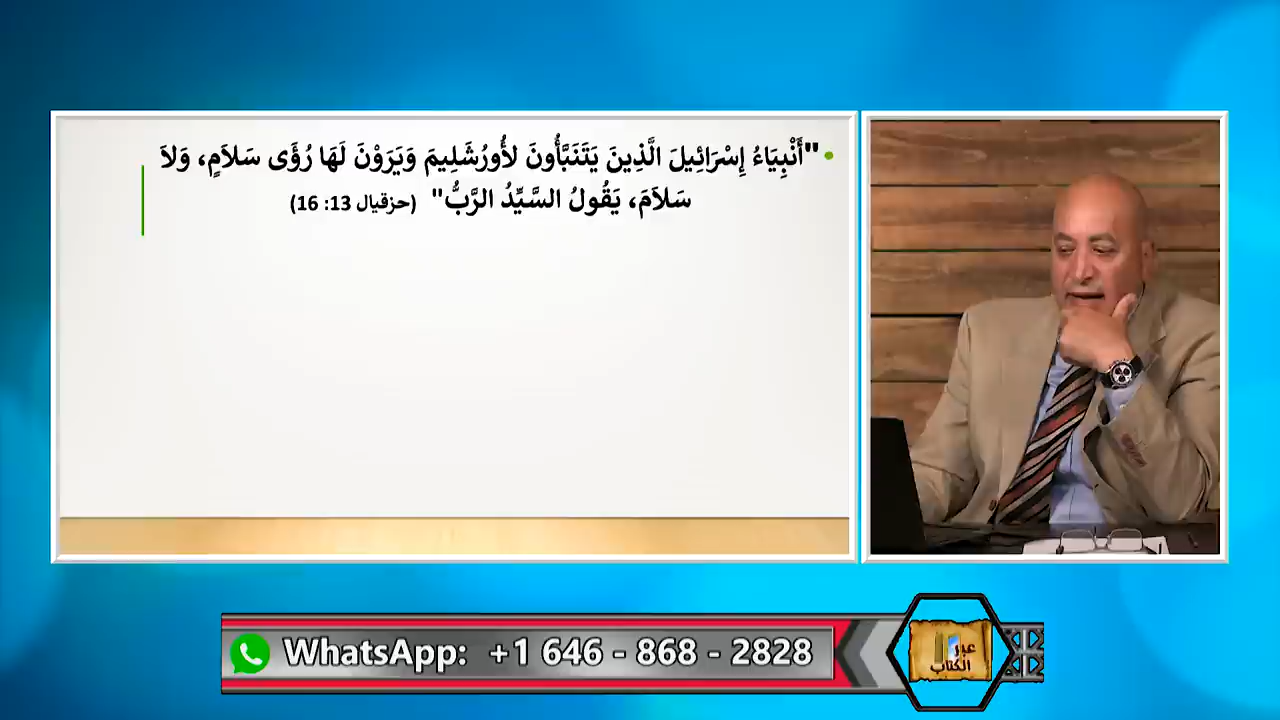 • "أَنْبِيَاءُ إِسْرَائِيلَ الَّذِينَ يَتَنَبَّأُونَ لأُورُشَلِيمَ وَيَرَوْنَ لَهَا رُؤَى سَلاَمٍ، وَلاَ
سَلاَمَ، يَقُولُ السَّيِّدُ الرَّبُّ" (حزقيال 13: 16)
WhatsApp: +1 646 - 868 - 2828
عبر
الكتاب